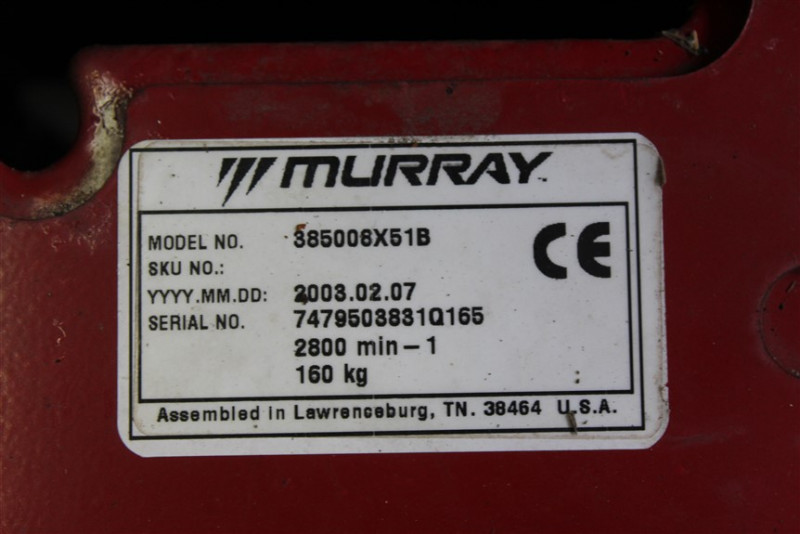 MURRAY
MODEL NO. 385006X51B
SKU NO.:
YYYY.MM.DD: 2003.02.07
SERIAL NO. 7479503831Q165
2800 min-1
160 kg
CE
Assembled in Lawrenceburg, TN. 38464 U.S.A.